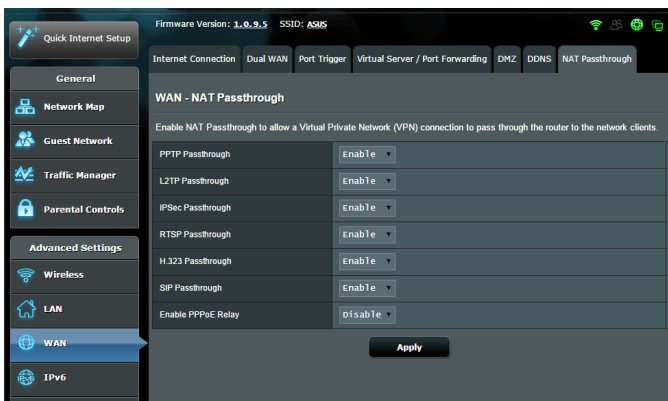 Quick Internet Setup
General
Network Map
Guest Network
Traffic Manager
Parental Controls
Advanced Settings
Wireless
LAN
WAN
IPv6
Firmware Version: 1.0.9.5 SSID: ASUS
Internet Connection Dual WAN Port Trigger Virtual Server / Port Forwarding DMZ DDNS NAT Passthrough
WAN - NAT Passthrough
Enable NAT Passthrough to allow a Virtual Private Network (VPN) connection to pass through the router to the network clients.
PPTP Passthrough Enable
L2TP Passthrough Enable
IPSec Passthrough Enable
RTSP Passthrough Enable
H.323 Passthrough Enable
SIP Passthrough Enable
Enable PPPoE Relay Disable
Apply